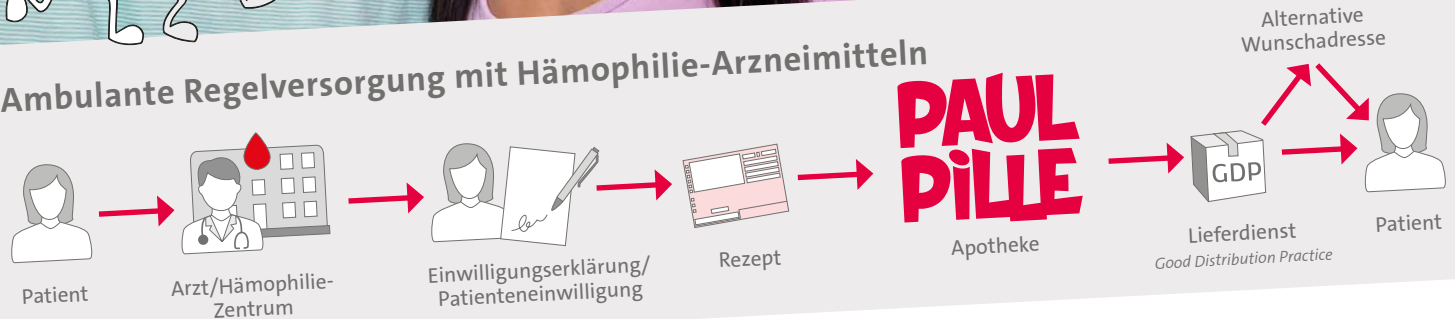 Ambulante Regelversorgung mit Hämophilie-Arzneimitteln
Patient
Arzt/Hämophilie-
Zentrum
Einwilligungserklärung/
Patienteneinwilligung
Rezept
PAUL
PiLLE
Apotheke
GDP
Lieferdienst
Good Distribution Practice
Alternative
Wunschadresse
Patient